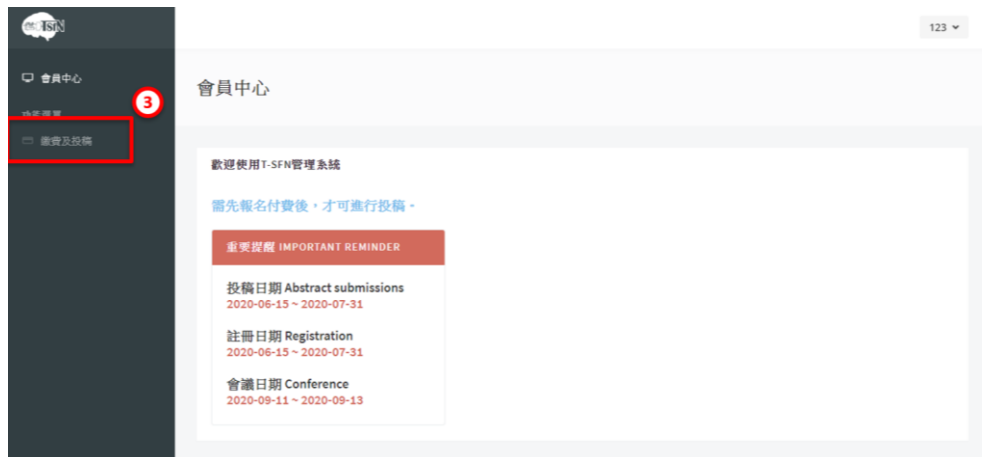 T-SfN
123
會員中心
功能選單
3
繳費及投稿
會員中心
歡迎使用T-SFN管理系統
需先報名付費後，才可進行投稿。
重要提醒 IMPORTANT REMINDER
投稿日期 Abstract submissions
2020-06-15 ~ 2020-07-31
註冊日期 Registration
2020-06-15 ~ 2020-07-31
會議日期 Conference
2020-09-11 ~ 2020-09-13